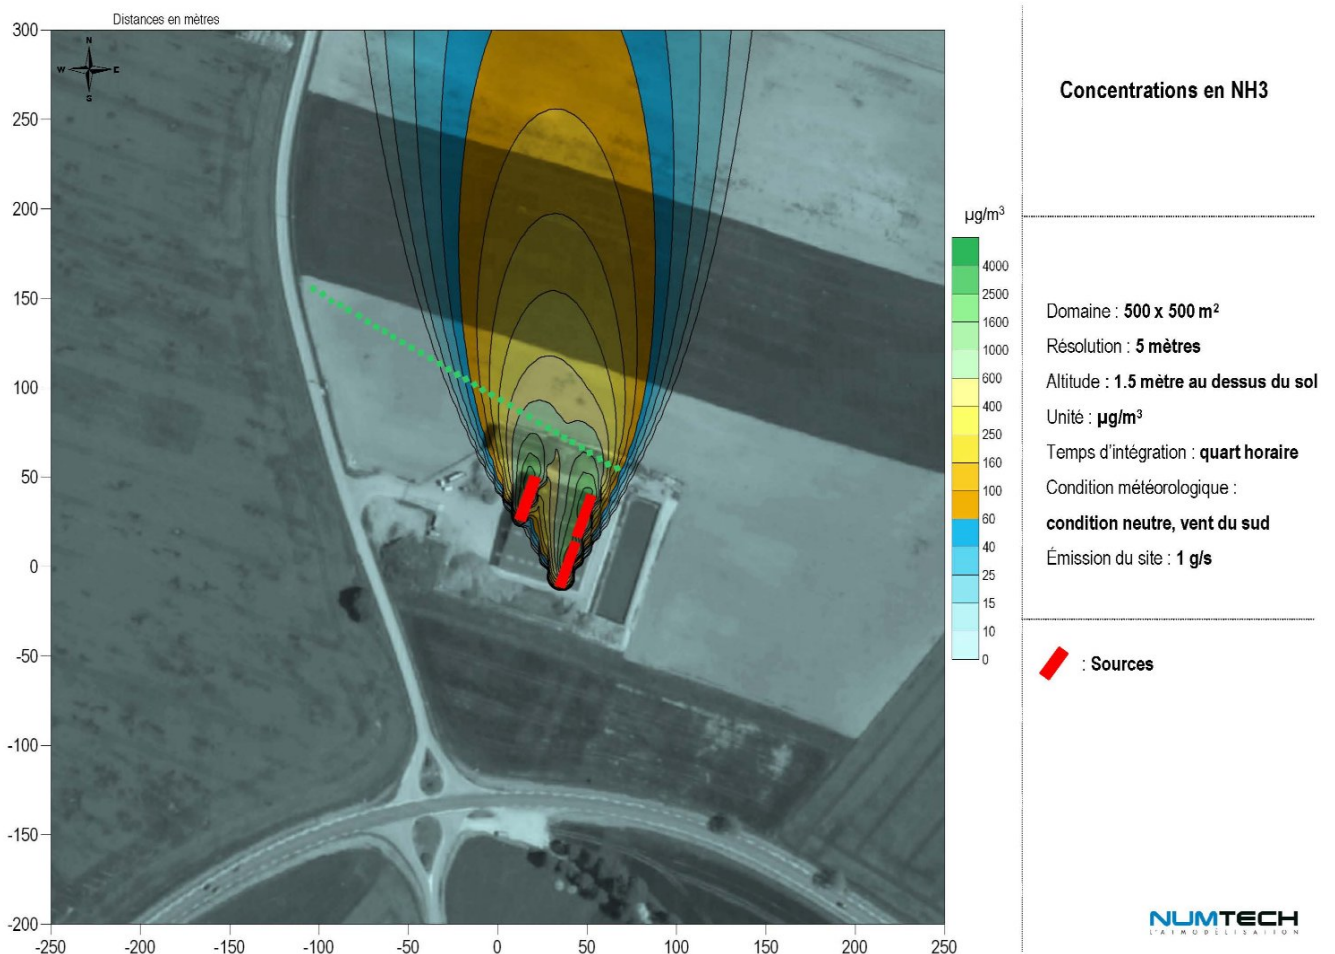 Distances en mètres
300
250
200
150
100
50
0
-50
-100
-150
-200
-250
-200
-150
-100
-50
0
50
100
150
200
250
N
W
E
S
µg/m³
4000
2500
1600
1000
600
400
250
160
100
60
40
25
15
10
0
Concentrations en NH3
Domaine : 500 x 500 m²
Résolution : 5 mètres
Altitude : 1.5 mètre au dessus du sol
Unité : µg/m³
Temps d'intégration : quart horaire
Condition météorologique :
condition neutre, vent du sud
Émission du site : 1 g/s
: Sources
NUMTECH
L'AIMODÉLISATION